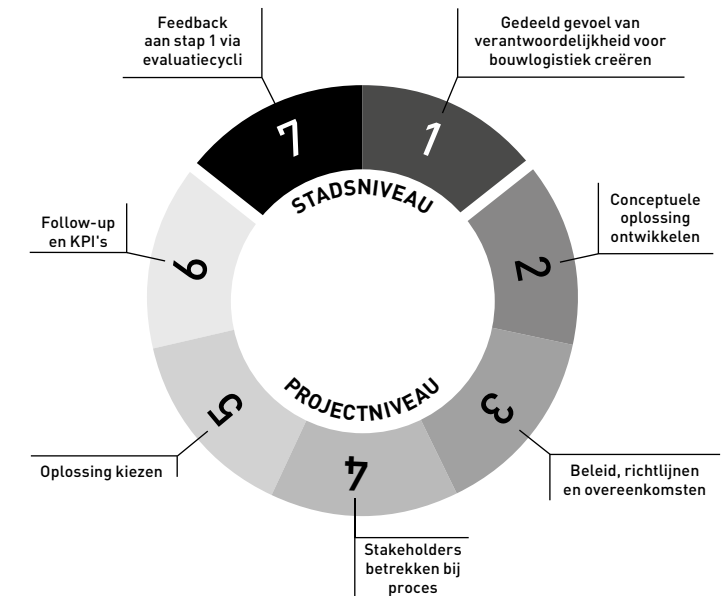 Feedback
aan stap 1 via
evaluatiecycli
Gedeeld gevoel van
verantwoordelijkheid voor
bouwlogistiek creëren
7
1
STADSNIVEAU
Follow-up
en KPI's
6
2
Conceptuele
oplossing
ontwikkelen
PROJECTNIVEAU
5
3
4
Oplossing kiezen
Beleid, richtlijnen
en overeenkomsten
Stakeholders
betrekken bij
proces